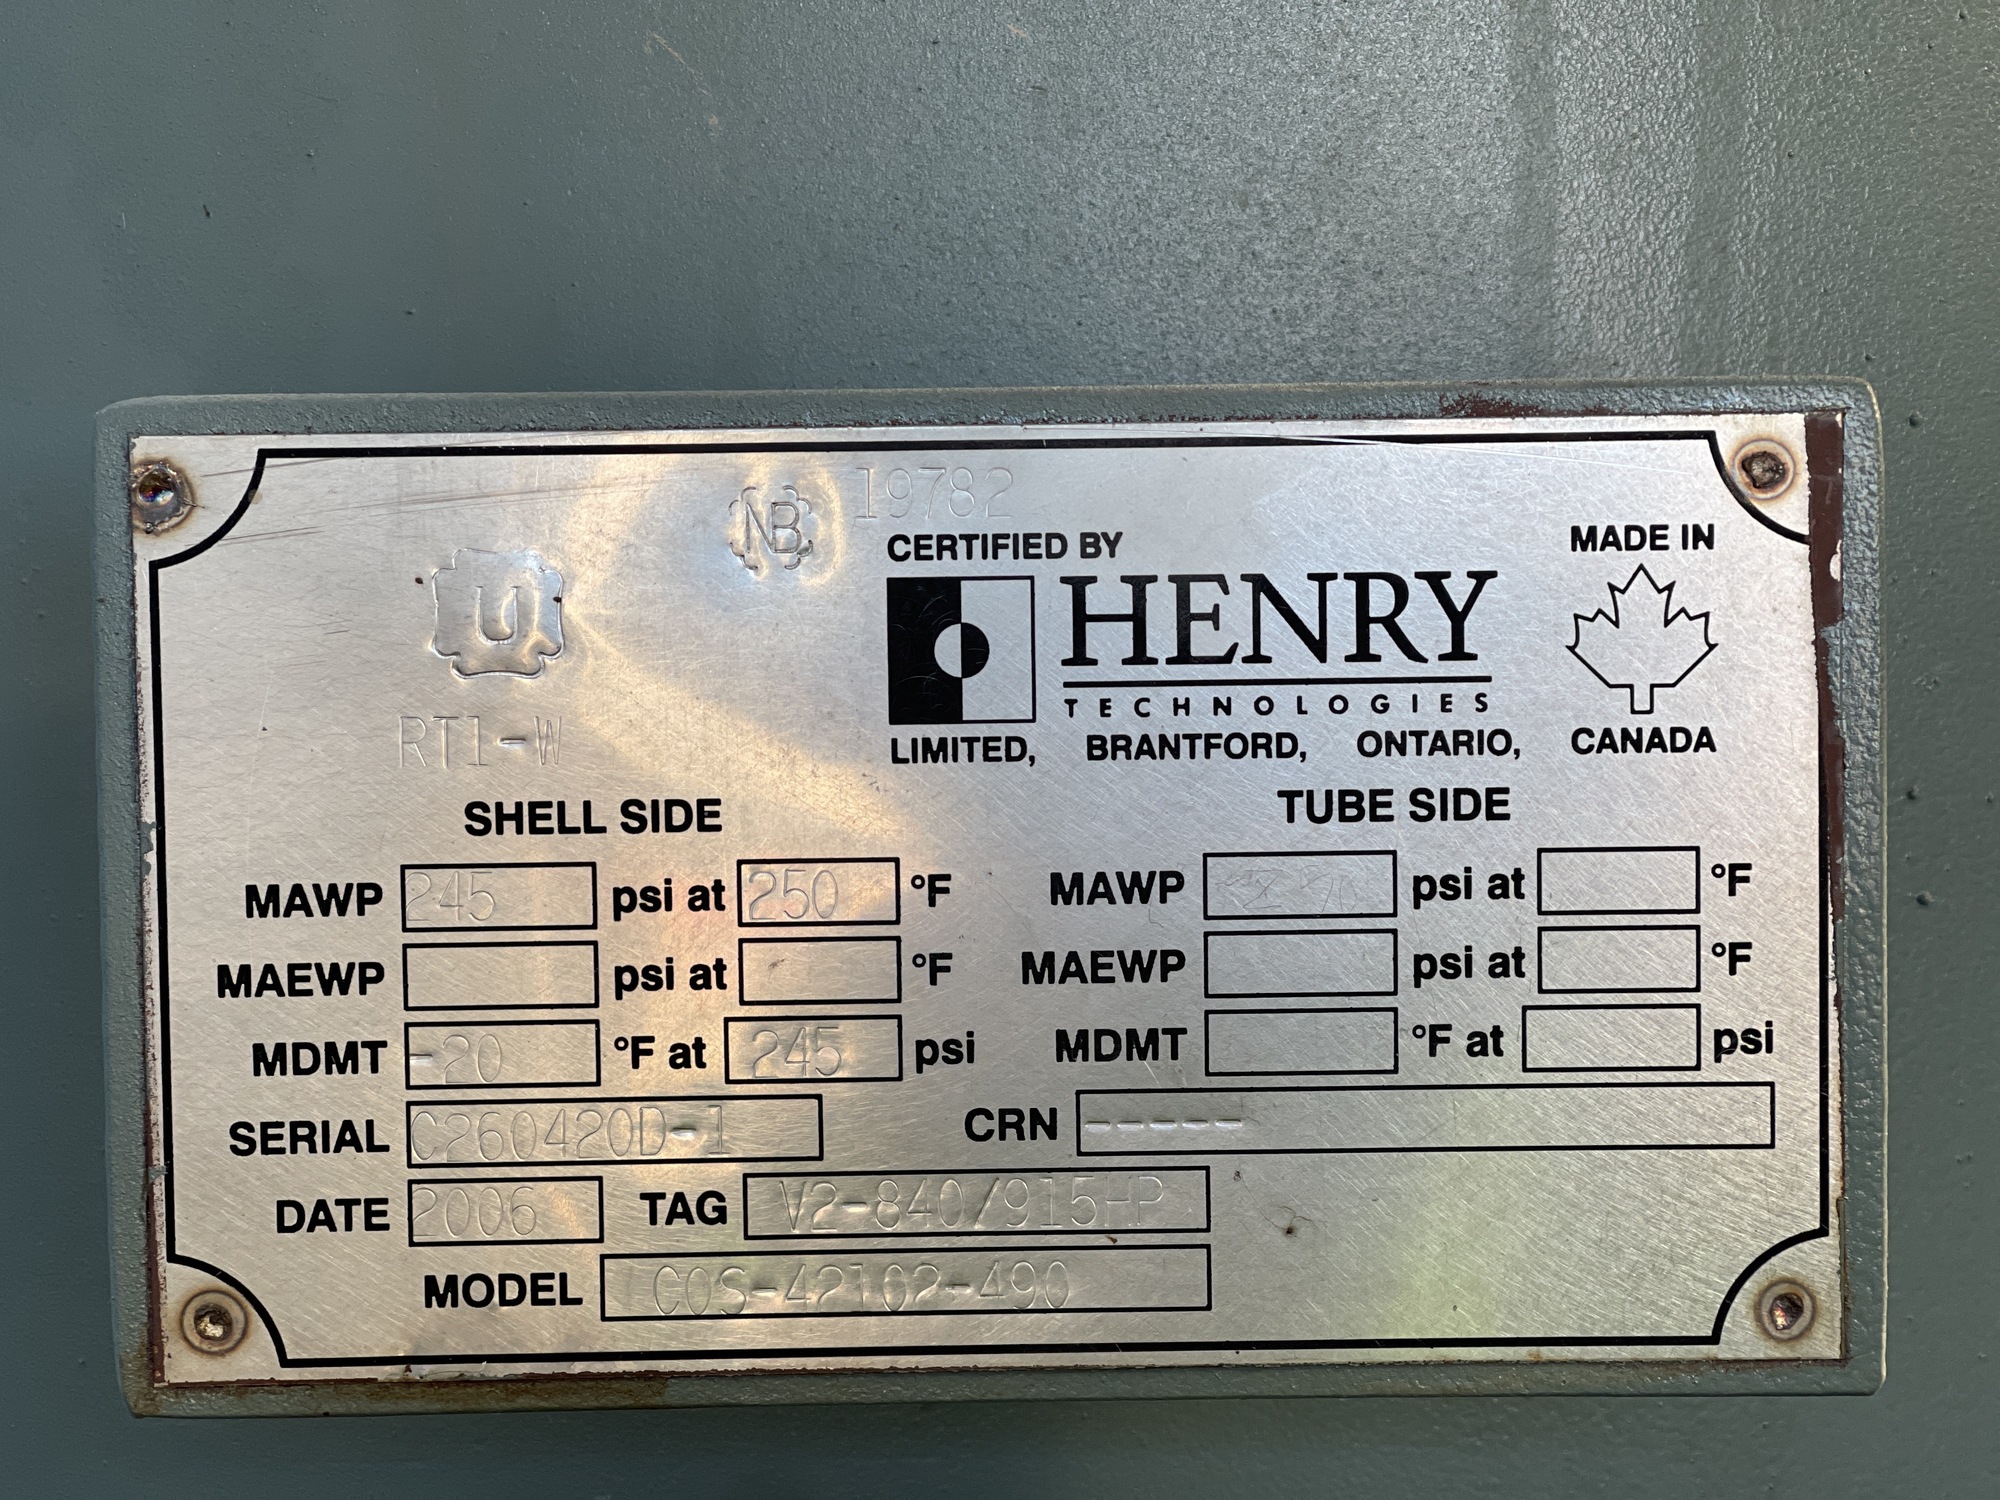 NB 19782
U
CERTIFIED BY
MADE IN
HENRY
TECHNOLOGIES
RT1-W
LIMITED, BRANTFORD, ONTARIO, CANADA
SHELL SIDE TUBE SIDE
MAWP 245 psi at 250 °F MAWP psi at °F
MAEWP psi at °F MAEWP psi at °F
MDMT -20 °F at 245 psi MDMT °F at psi
SERIAL C260420D-1 CRN -----
DATE 2006 TAG V2-840/915HP
MODEL COS-42102-490